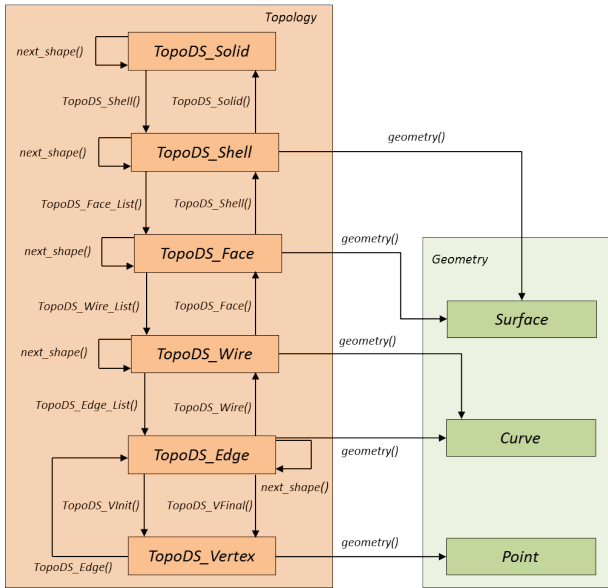 Topology
TopoDS_Solid
next_shape()
TopoDS_Shell()
TopoDS_Solid()
TopoDS_Shell
next_shape()
geometry()
TopoDS_Face_List()
TopoDS_Shell()
TopoDS_Face
next_shape()
geometry()
Geometry
TopoDS_Wire_List()
TopoDS_Face()
Surface
TopoDS_Wire
next_shape()
geometry()
TopoDS_Edge_List()
TopoDS_Wire()
TopoDS_Edge
Curve
geometry()
next_shape()
TopoDS_VInit()
TopoDS_VFinal()
TopoDS_Vertex
geometry()
Point
TopoDS_Edge()